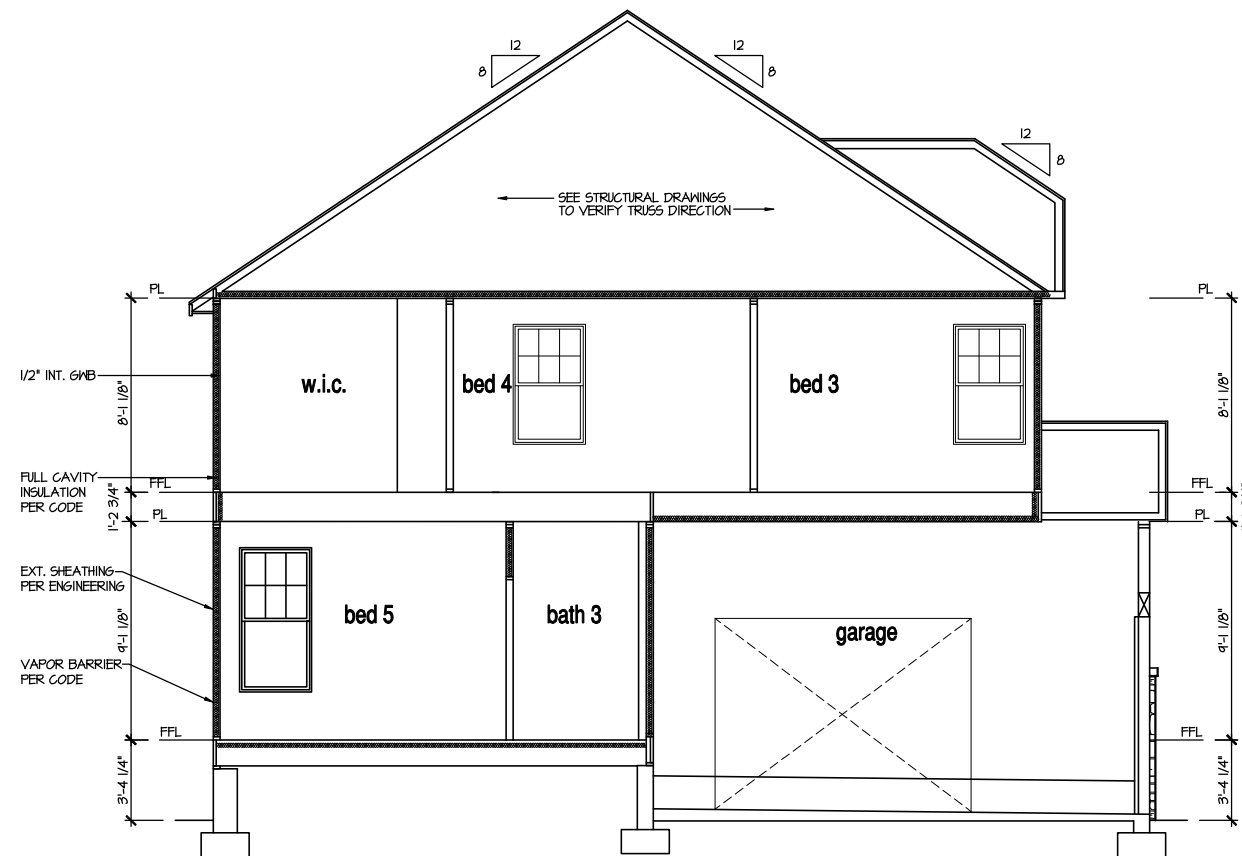 12
8
12
8
12
8
SEE STRUCTURAL DRAWINGS
TO VERIFY TRUSS DIRECTION
PL
PL
1/2" INT. GWB
8'-1 1/8"
w.i.c.
bed 4
bed 3
8'-1 1/8"
FULL CAVITY
INSULATION
PER CODE
FFL
FFL
1'-2 3/4"
PL
PL
EXT. SHEATHING
PER ENGINEERING
9'-1 1/8"
bed 5
bath 3
garage
9'-1 1/8"
VAPOR BARRIER
PER CODE
FFL
FFL
3'-4 1/4"
3'-4 1/4"